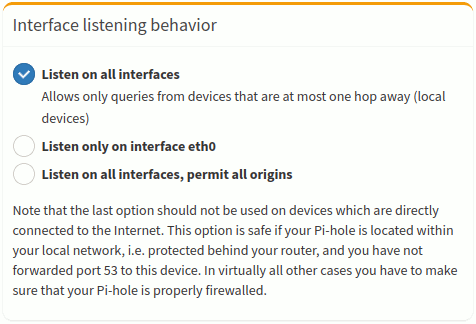 Interface listening behavior
Listen on all interfaces
Allows only queries from devices that are at most one hop away (local
devices)
Listen only on interface eth0
Listen on all interfaces, permit all origins
Note that the last option should not be used on devices which are directly
connected to the Internet. This option is safe if your Pi-hole is located within
your local network, i.e. protected behind your router, and you have not
forwarded port 53 to this device. In virtually all other cases you have to make
sure that your Pi-hole is properly firewalled.